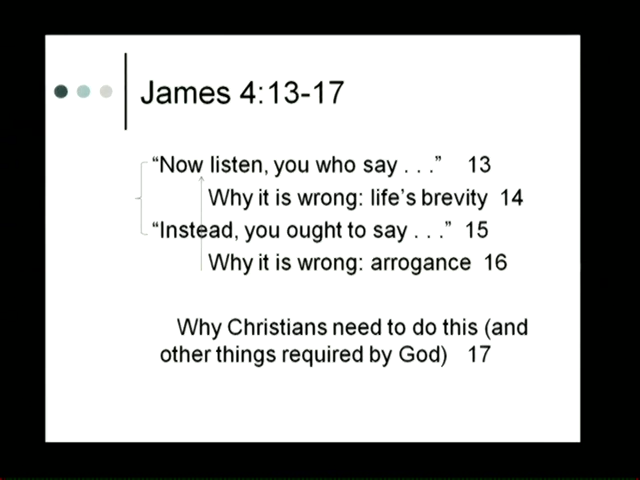 James 4:13-17
“Now listen, you who say . . .” 13
Why it is wrong: life’s brevity 14
“Instead, you ought to say . . .” 15
Why it is wrong: arrogance 16
Why Christians need to do this (and
other things required by God) 17